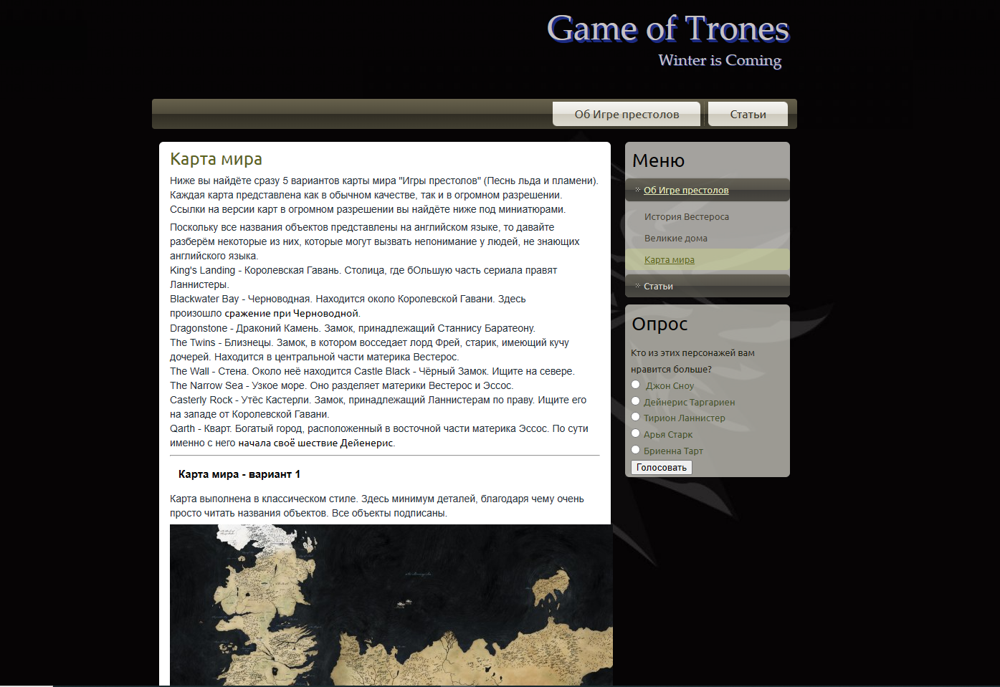 Game of Trones
Winter is Coming
Об Игре престолов
Статьи
Карта мира
Ниже вы найдёте сразу 5 вариантов карты мира "Игры престолов" (Песнь льда и пламени).
Каждая карта представлена как в обычном качестве, так и в огромном разрешении.
Ссылки на версии карт в огромном разрешении вы найдёте ниже под миниатюрами.
Поскольку все названия объектов представлены на английском языке, то давайте
разберём некоторые из них, которые могут вызвать непонимание у людей, не знающих
английского языка.
King's Landing - Королевская Гавань. Столица, где бОльшую часть сериала правят
Ланнистеры.
Blackwater Bay - Черноводная. Находится около Королевской Гавани. Здесь
произошло сражение при Черноводной.
Dragonstone - Драконий Камень. Замок, принадлежащий Станнису Баратеону.
The Twins - Близнецы. Замок, в котором восседает лорд Фрей, старик, имеющий кучу
дочерей. Находится в центральной части материка Вестерос.
The Wall - Стена. Около неё находится Castle Black - Чёрный Замок. Ищите на севере.
The Narrow Sea - Узкое море. Оно разделяет материки Вестерос и Эссос.
Casterly Rock - Утёс Кастерли. Замок, принадлежащий Ланнистерам по праву. Ищите его
на западе от Королевской Гавани.
Qarth - Кварт. Богатый город, расположенный в восточной части материка Эссос. По сути
именно с него начала своё шествие Дейенерис.
Карта мира - вариант 1
Карта выполнена в классическом стиле. Здесь минимум деталей, благодаря чему очень
просто читать названия объектов. Все объекты подписаны.
Меню
Об Игре престолов
История Вестероса
Великие дома
Карта мира
Статьи
Опрос
Кто из этих персонажей вам
нравится больше?
Джон Сноу
Дейнерис Таргариен
Тирион Ланнистер
Арья Старк
Бриенна Тарт
Голосовать